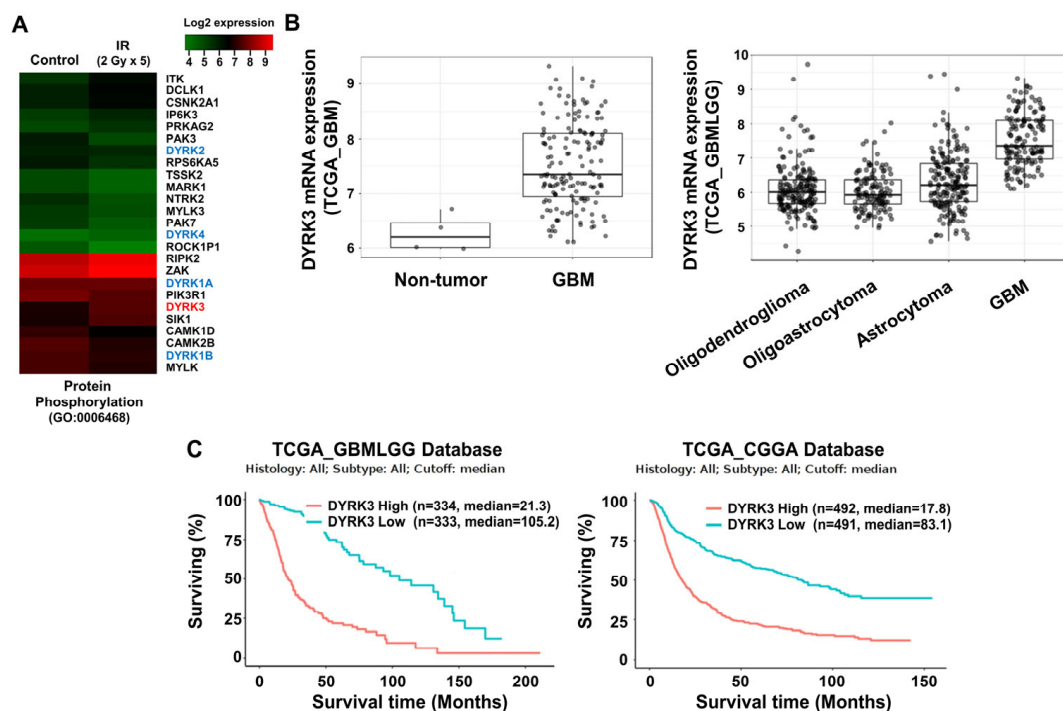 A
Log2 expression
Control
IR
(2 Gy x 5)
4 5 6 7 8 9
ITK
DCLK1
CSNK2A1
IP6K3
PRKAG2
PAK3
DYRK2
RPS6KA5
TSSK2
MARK1
NTRK2
MYLK3
PAK7
DYRK4
ROCK1P1
RIPK2
ZAK
DYRK1A
PIK3R1
DYRK3
SIK1
CAMK1D
CAMK2B
DYRK1B
MYLK
Protein
Phosphorylation
(GO:0006468)
B
DYRK3 mRNA expression
(TCGA_GBM)
9
8
7
6
Non-tumor
GBM
DYRK3 mRNA expression
(TCGA_GBMLGG)
10
9
8
7
6
5
Oligodendroglioma
Oligoastrocytoma
Astrocytoma
GBM
C
TCGA_GBMLGG Database
Histology: All; Subtype: All; Cutoff: median
DYRK3 High (n=334, median=21.3)
DYRK3 Low (n=333, median=105.2)
Surviving (%)
100
75
50
25
0
0 50 100 150 200
Survival time (Months)
TCGA_CGGA Database
Histology: All; Subtype: All; Cutoff: median
DYRK3 High (n=492, median=17.8)
DYRK3 Low (n=491, median=83.1)
Surviving (%)
100
75
50
25
0
0 50 100 150
Survival time (Months)